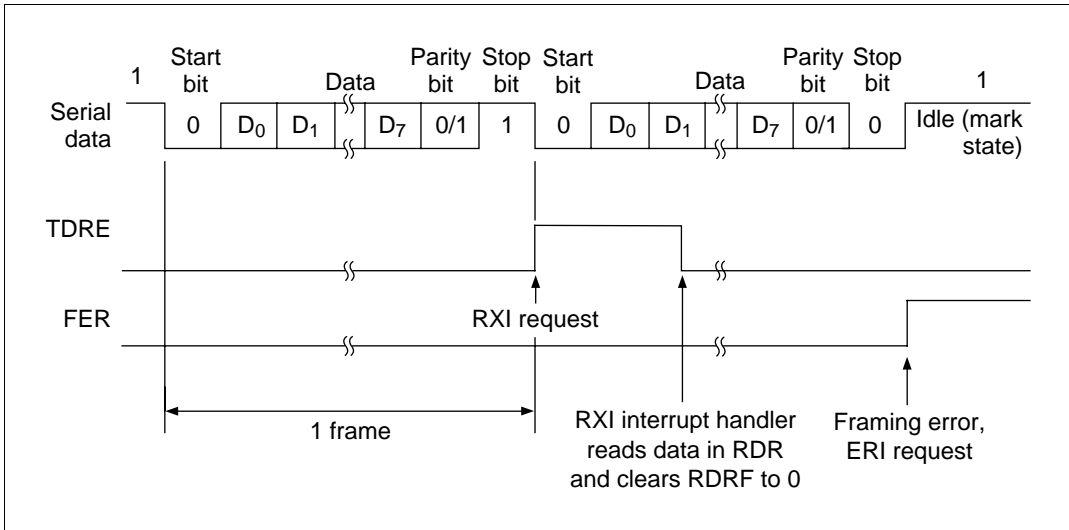 1
Start bit
Data
Parity bit
Stop bit
Start bit
Data
Parity bit
Stop bit
1
Serial data
0
D0
D1
D7
0/1
1
0
D0
D1
D7
0/1
0
Idle (mark state)
TDRE
RXI request
FER
1 frame
RXI interrupt handler
reads data in RDR
and clears RDRF to 0
Framing error,
ERI request